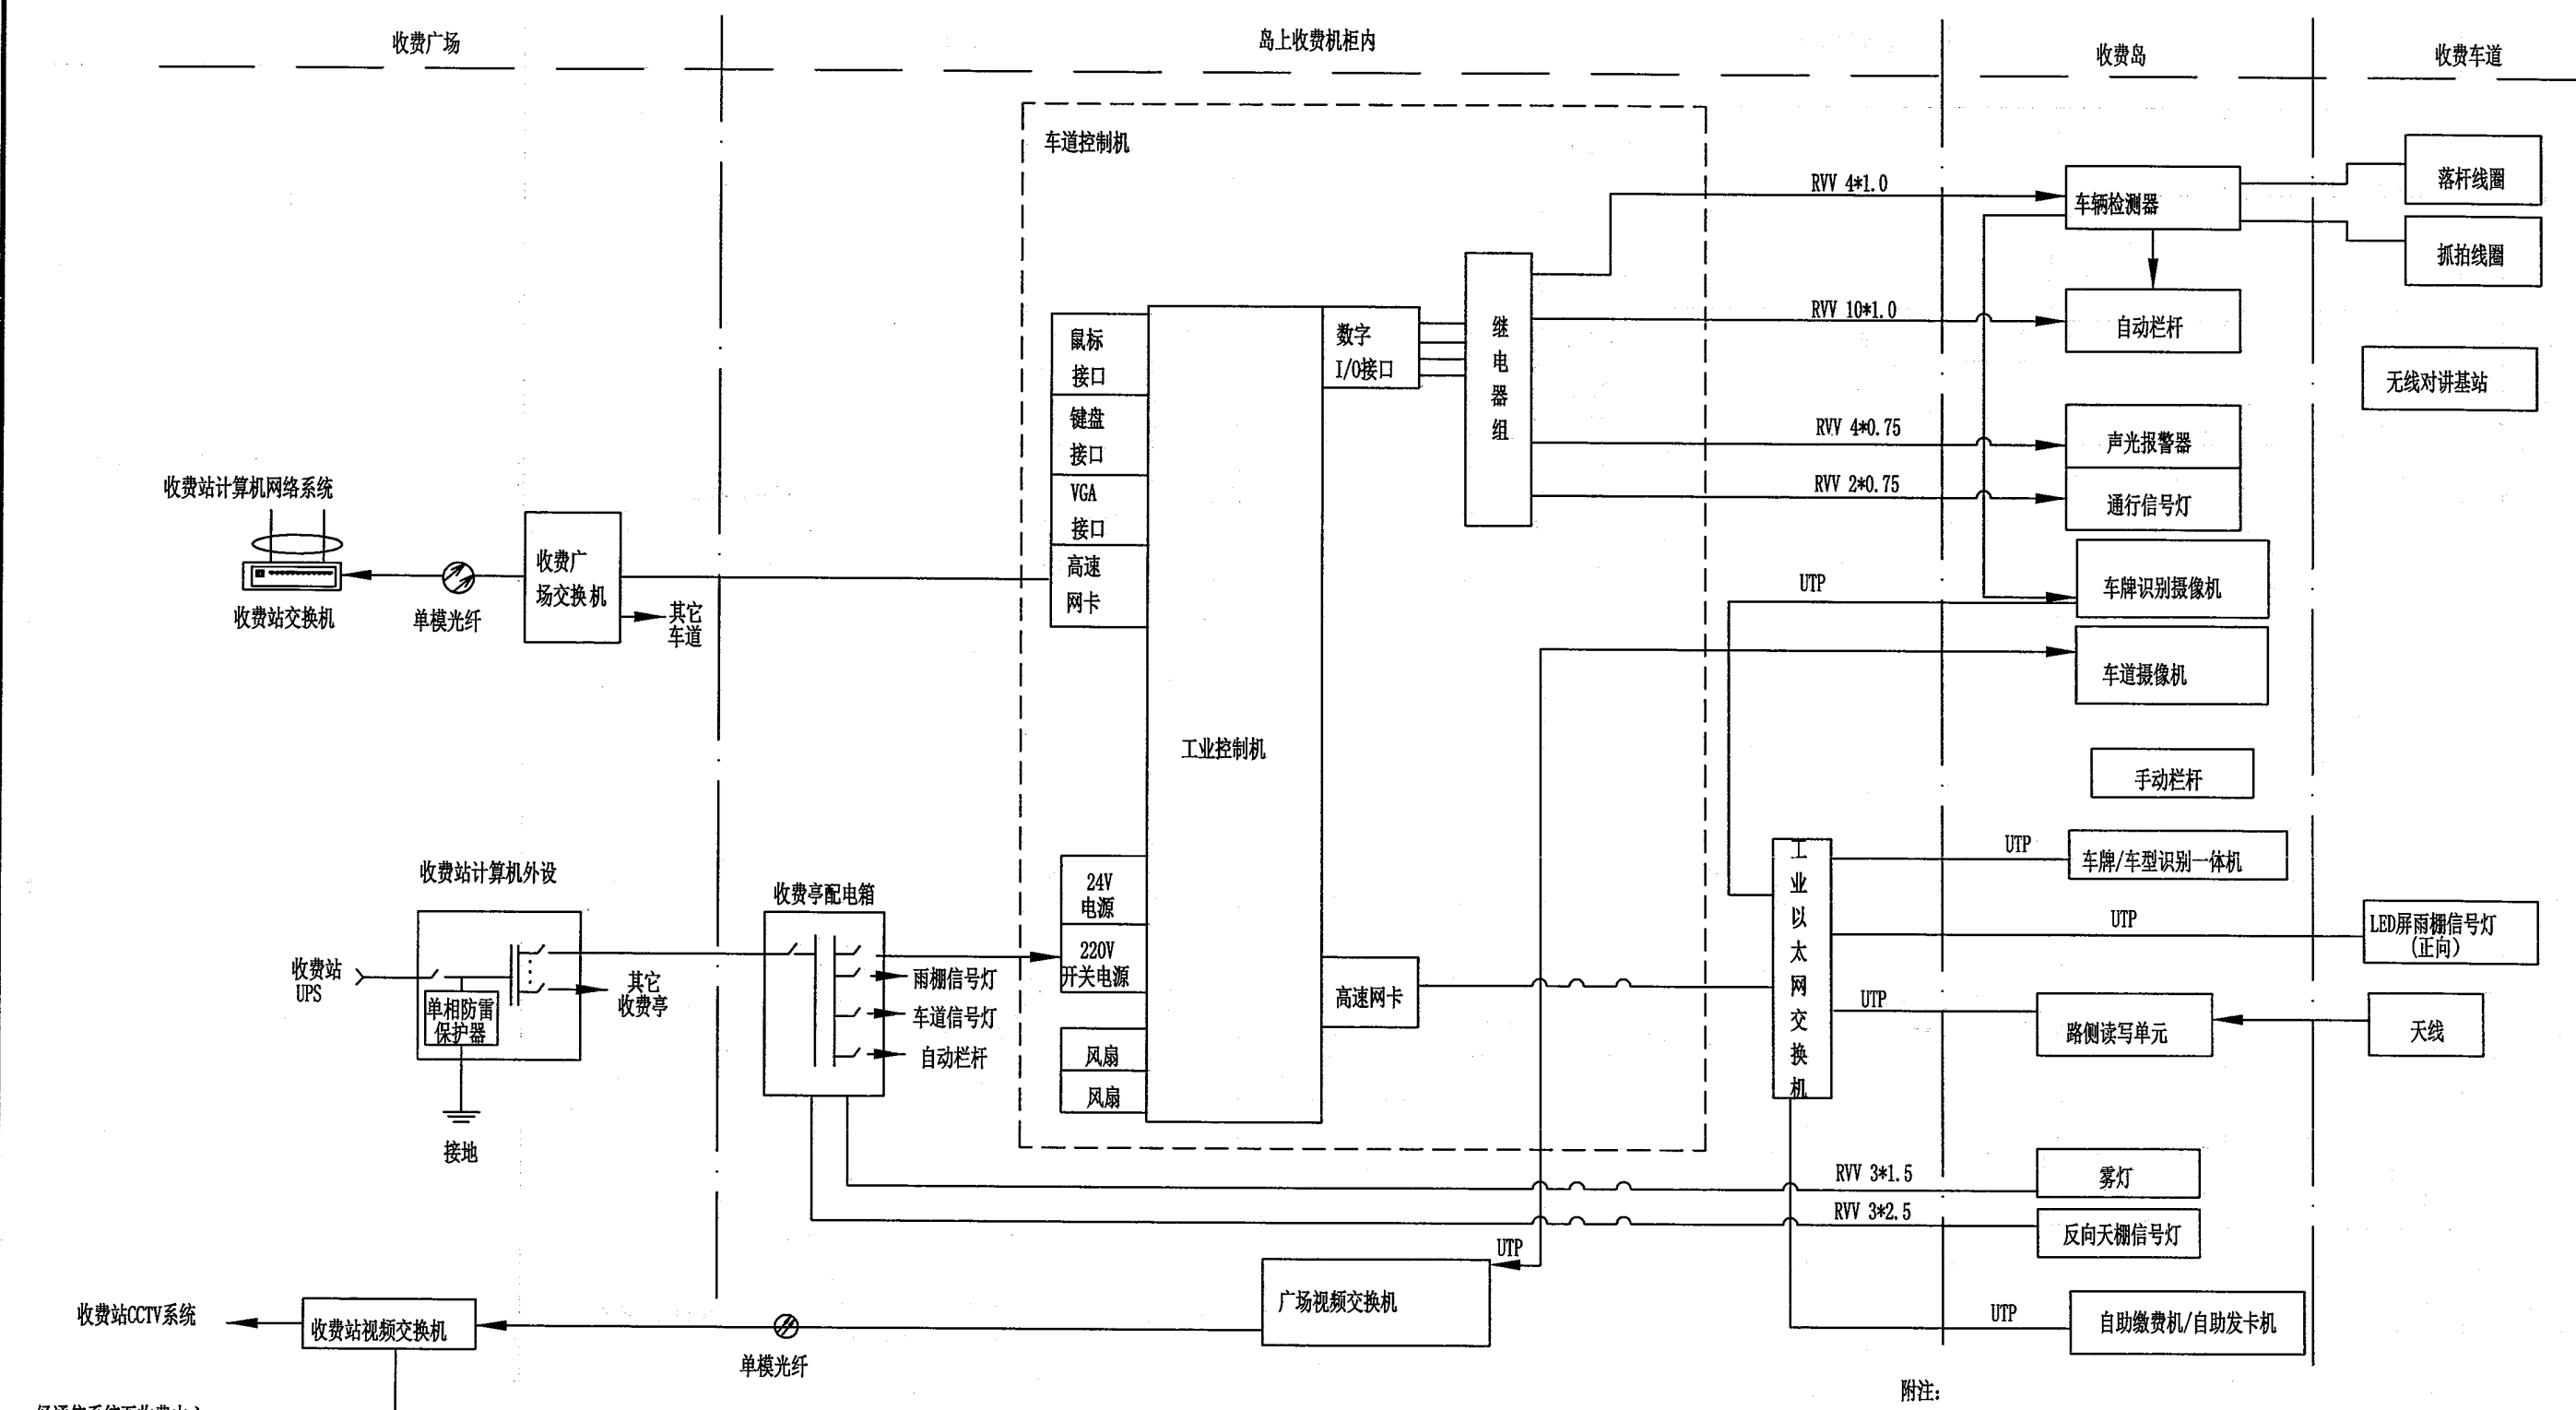 收费广场
岛上收费机柜内
收费岛
收费车道
车道控制机
RVV 4*1.0
车辆检测器
落杆线圈
抓拍线圈
鼠标
接口
键盘
接口
VGA
接口
高速
网卡
数字
I/O接口
继
电
器
组
RVV 10*1.0
自动栏杆
无线对讲基站
RVV 4*0.75
声光报警器
RVV 2*0.75
通行信号灯
收费站计算机网络系统
收费站交换机
单模光纤
收费广
场交换机
其它
车道
UTP
车牌识别摄像机
车道摄像机
工业控制机
手动栏杆
收费站计算机外设
收费亭配电箱
24V
电源
220V
开关电源
风扇
风扇
高速网卡
工
业
以
太
网
交
换
机
UTP
车牌/车型识别一体机
UTP
LED屏雨棚信号灯
(正向)
UTP
路侧读写单元
天线
收费站
UPS
单相防雷
保护器
其它
收费亭
接地
雨棚信号灯
车道信号灯
自动栏杆
RVV 3*1.5
雾灯
RVV 3*2.5
反向天棚信号灯
UTP
广场视频交换机
UTP
自助缴费机/自助发卡机
收费站CCTV系统
收费站视频交换机
单模光纤
附注: